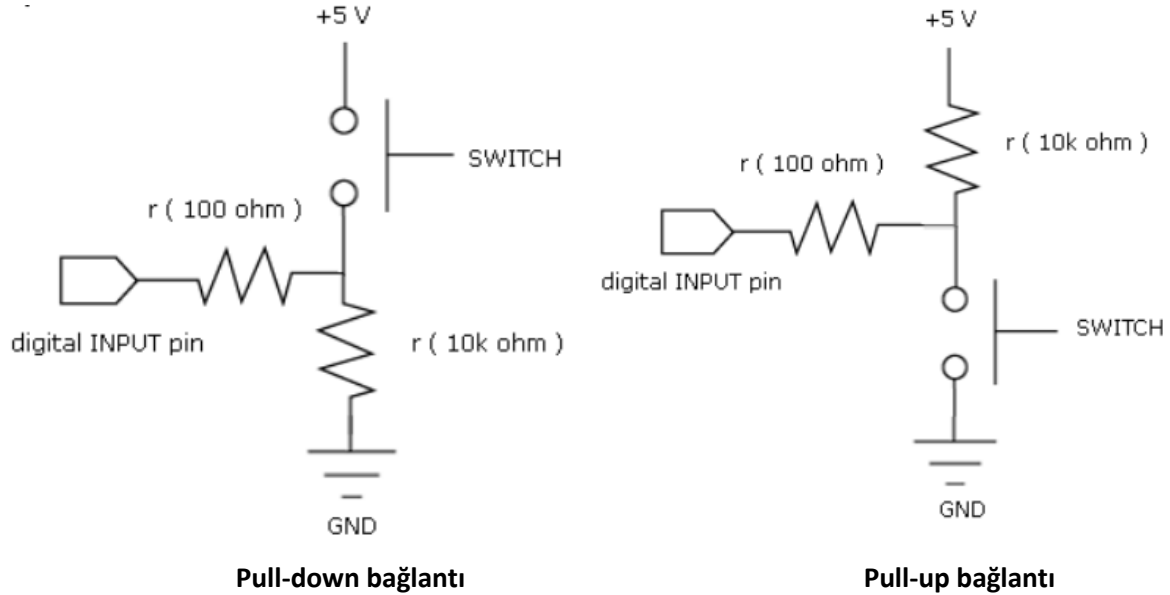 +5 V
SWITCH
r ( 100 ohm )
digital INPUT pin
r ( 10k ohm )
GND
Pull-down bağlantı
+5 V
r ( 10k ohm )
r ( 100 ohm )
digital INPUT pin
SWITCH
GND
Pull-up bağlantı